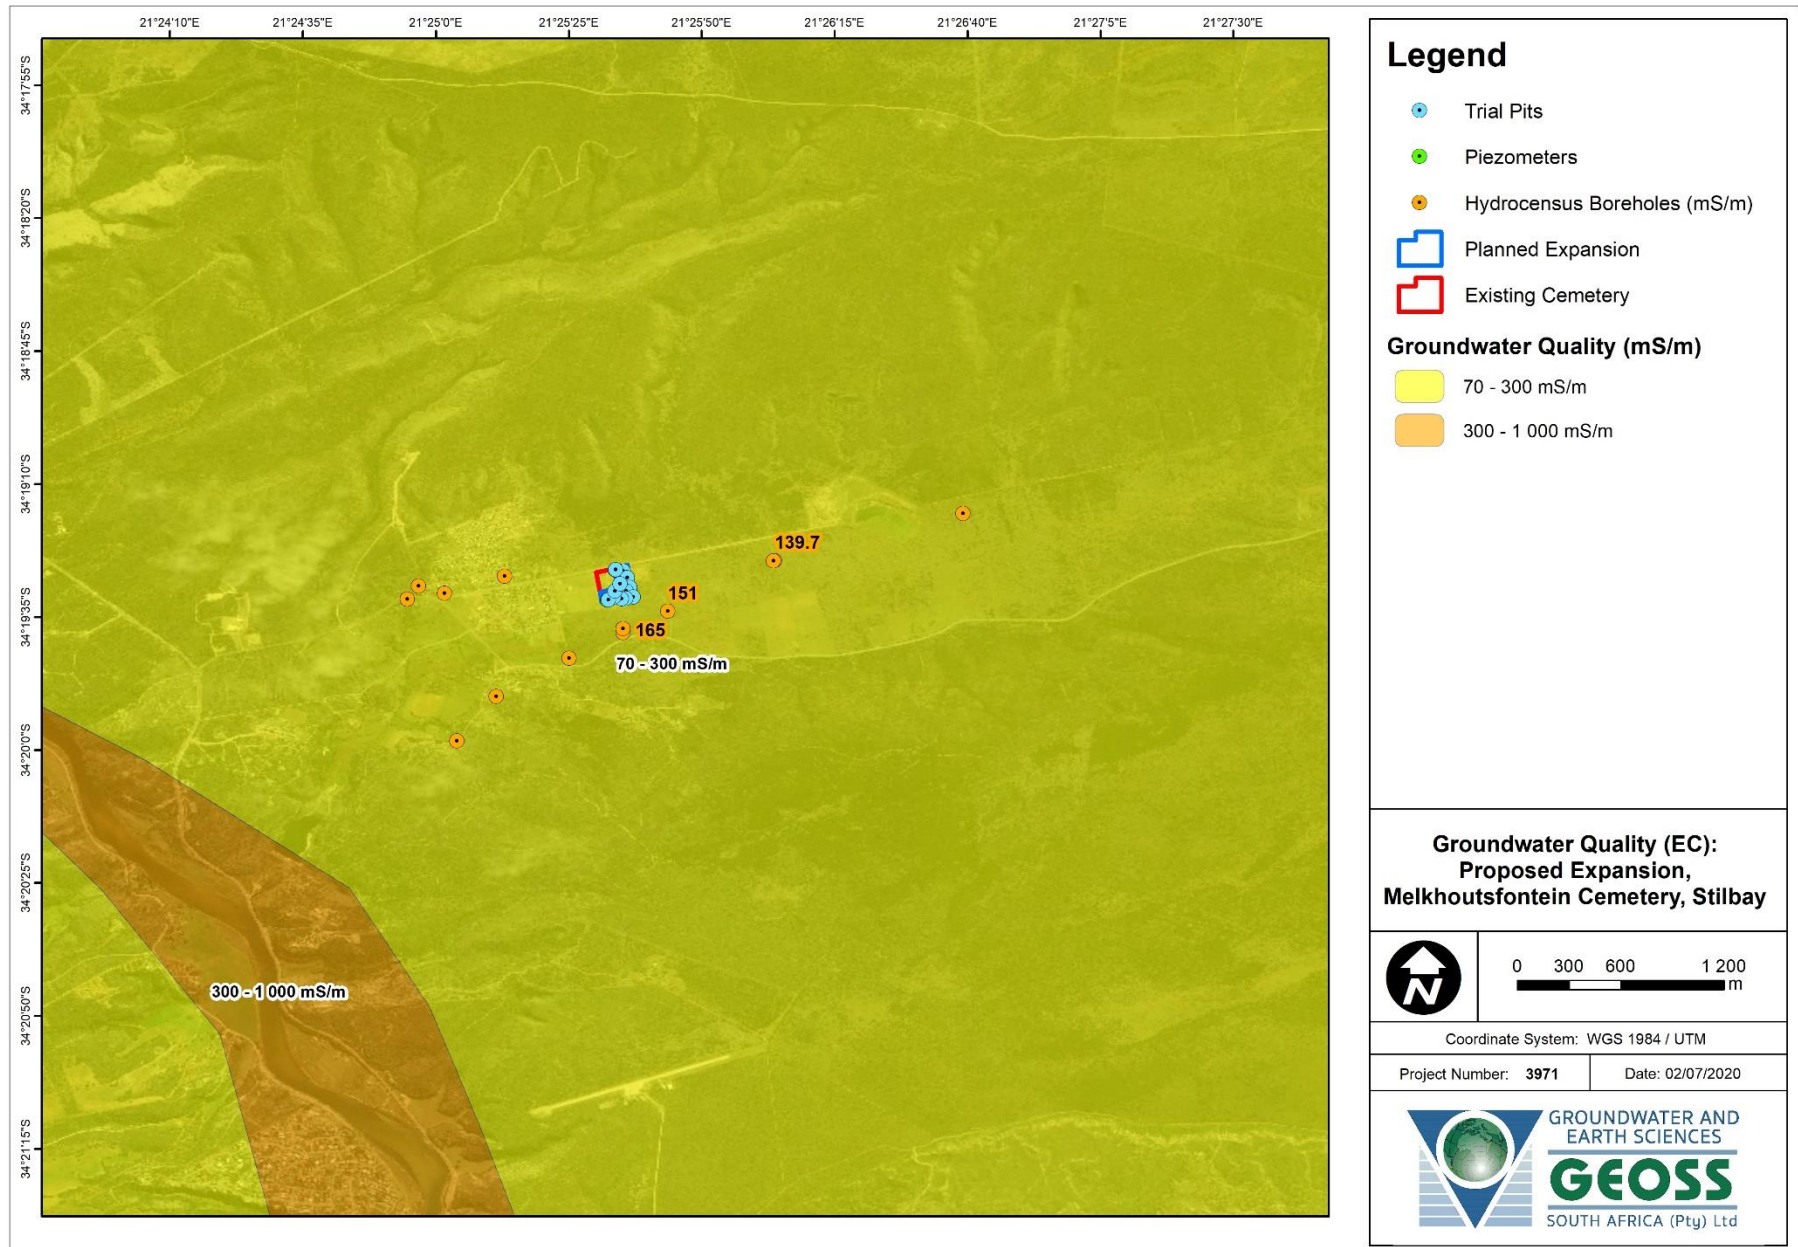 21°24'10"E 21°24'35"E 21°25'0"E 21°25'25"E 21°25'50"E 21°26'15"E 21°26'40"E 21°27'5"E 21°27'30"E
34°17'55"S
34°18'20"S
34°18'45"S
34°19'10"S
34°19'35"S
34°20'0"S
34°20'25"S
34°20'50"S
34°21'15"S
139.7
151
165
70 - 300 mS/m
300 - 1 000 mS/m
Legend
Trial Pits
Piezometers
Hydrocensus Boreholes (mS/m)
Planned Expansion
Existing Cemetery
Groundwater Quality (mS/m)
70 - 300 mS/m
300 - 1 000 mS/m
Groundwater Quality (EC):
Proposed Expansion,
Melkhoutsfontein Cemetery, Stilbay
N
0 300 600 1 200
m
Coordinate System: WGS 1984 / UTM
Project Number: 3971 Date: 02/07/2020
GROUNDWATER AND
EARTH SCIENCES
GEOSS
SOUTH AFRICA (Pty) Ltd